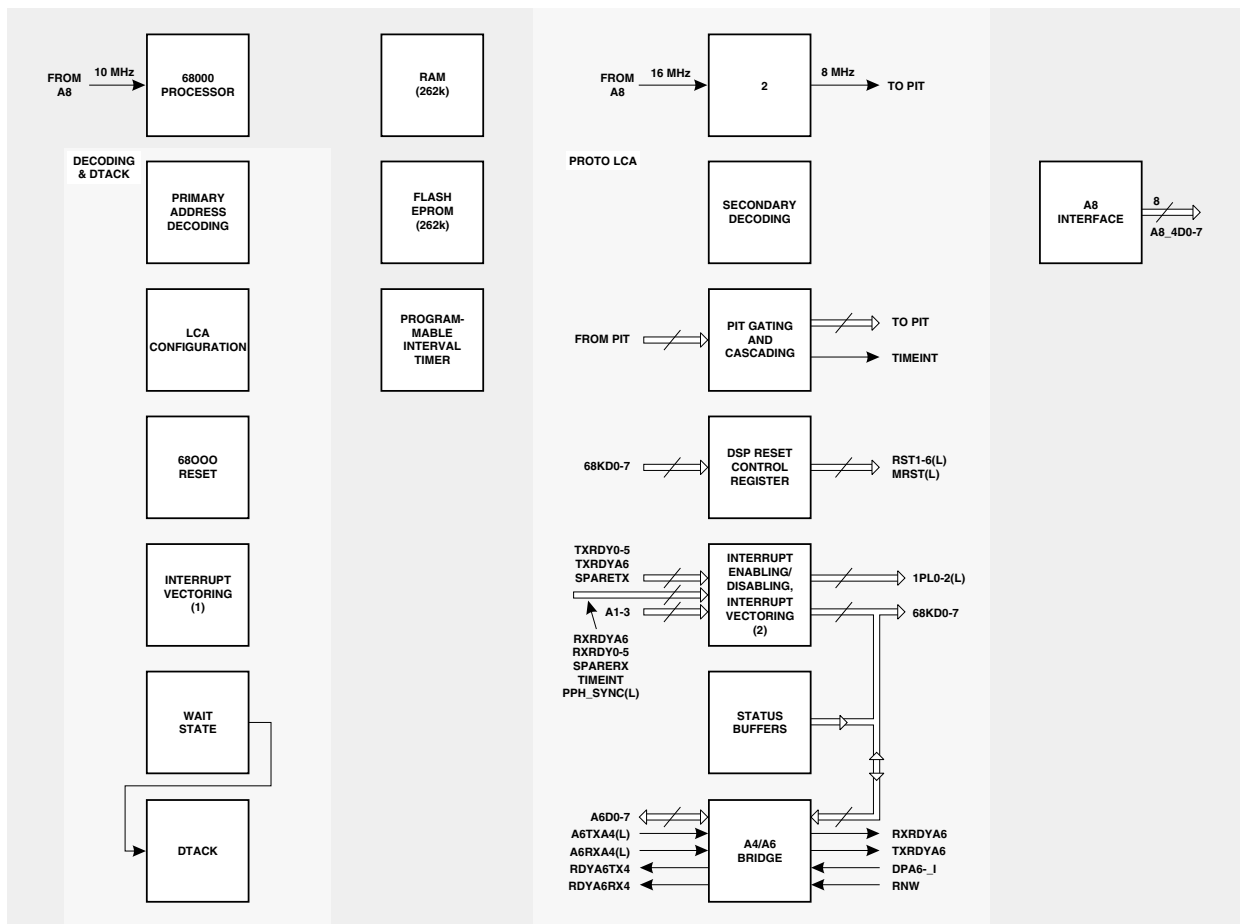 FROM
A8
10 MHz
68000
PROCESSOR
RAM
(262k)
FROM
A8
16 MHz
2
8 MHz
TO PIT
DECODING
& DTACK
PRIMARY
ADDRESS
DECODING
FLASH
EPROM
(262k)
PROTO LCA
SECONDARY
DECODING
A8
INTERFACE
8
A8_4D0-7
LCA
CONFIGURATION
PROGRAM-
MABLE
INTERVAL
TIMER
FROM PIT
PIT GATING
AND
CASCADING
TO PIT
TIMEINT
68OOO
RESET
68KD0-7
DSP RESET
CONTROL
REGISTER
RST1-6(L)
MRST(L)
INTERRUPT
VECTORING
(1)
TXRDY0-5
TXRDYA6
SPARETX
A1-3
RXRDYA6
RXRDY0-5
SPARERX
TIMEINT
PPH_SYNC(L)
INTERRUPT
ENABLING/
DISABLING,
INTERRUPT
VECTORING
(2)
1PL0-2(L)
68KD0-7
WAIT
STATE
STATUS
BUFFERS
DTACK
A6D0-7
A6TXA4(L)
A6RXA4(L)
RDYA6TX4
RDYA6RX4
A4/A6
BRIDGE
RXRDYA6
TXRDYA6
DPA6-_I
RNW